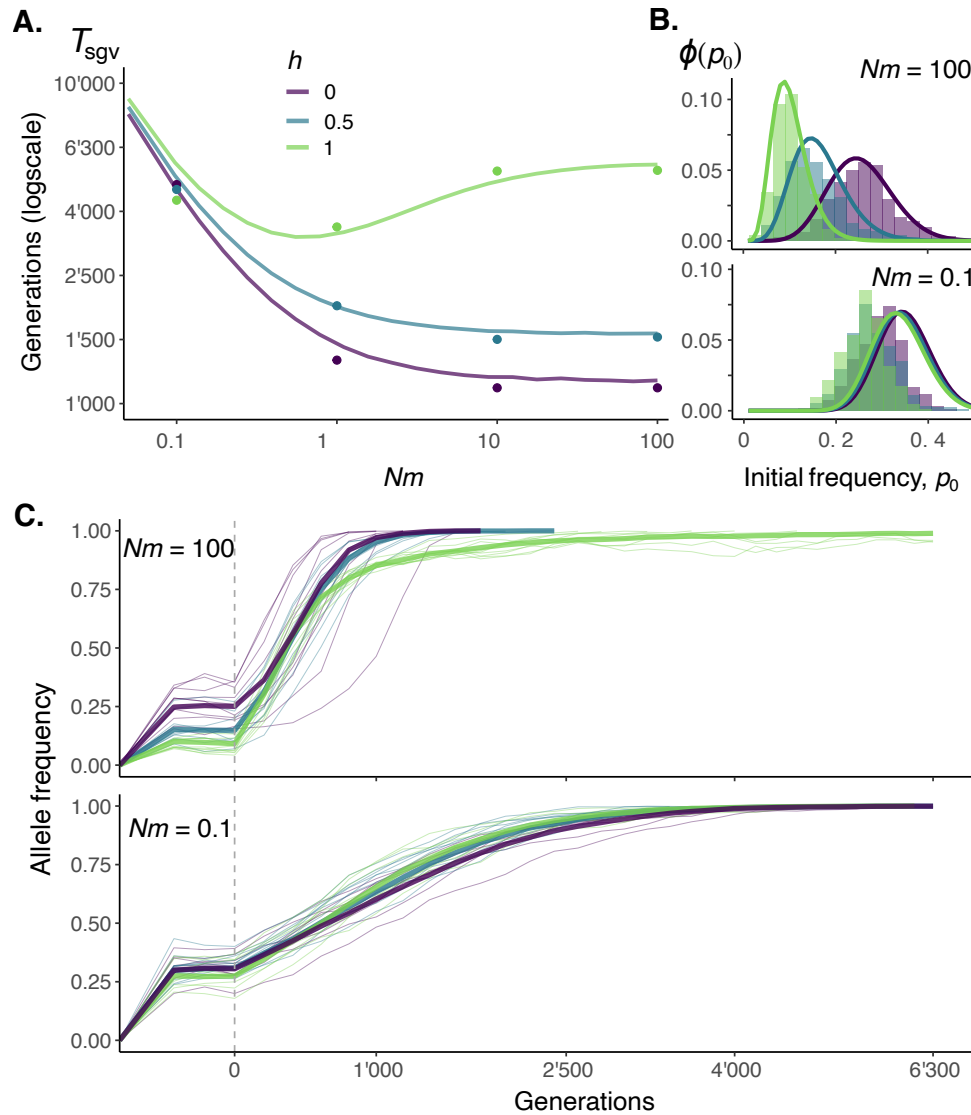 A.
T_sgv
h
0
0.5
1
Generations (logscale)
10'000
6'300
4'000
2'500
1'500
1'000
0.1
1
10
100
Nm
B.
ϕ(p₀)
Nm = 100
0.10
0.05
0.00
Nm = 0.1
0.10
0.05
0.00
0
0. 2
0.4
Initial frequency, p₀
C.
Allele frequency
Nm = 100
1.00
0.75
0.50
0.25
0.00
Nm = 0.1
1.00
0.75
0.50
0.25
0.00
0
1'000
2'500
4'000
6'300
Generations